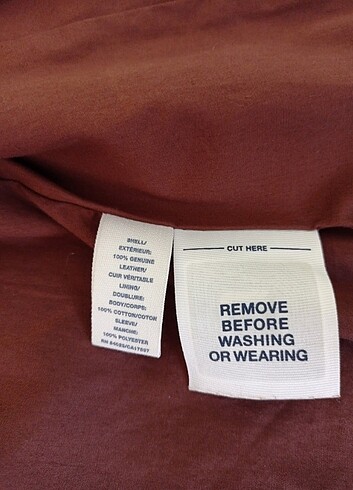 SHELL/
EXTÉRIEUR:
100% GENUINE
LEATHER/
CUIR VÉRITABLE
LINING/
DOUBLURE:
BODY/CORPS:
100% COTTON/COTON
SLEEVE/
MANCHE:
100% POLYESTER
CUT HERE
REMOVE
BEFORE
WASHING
OR WEARING